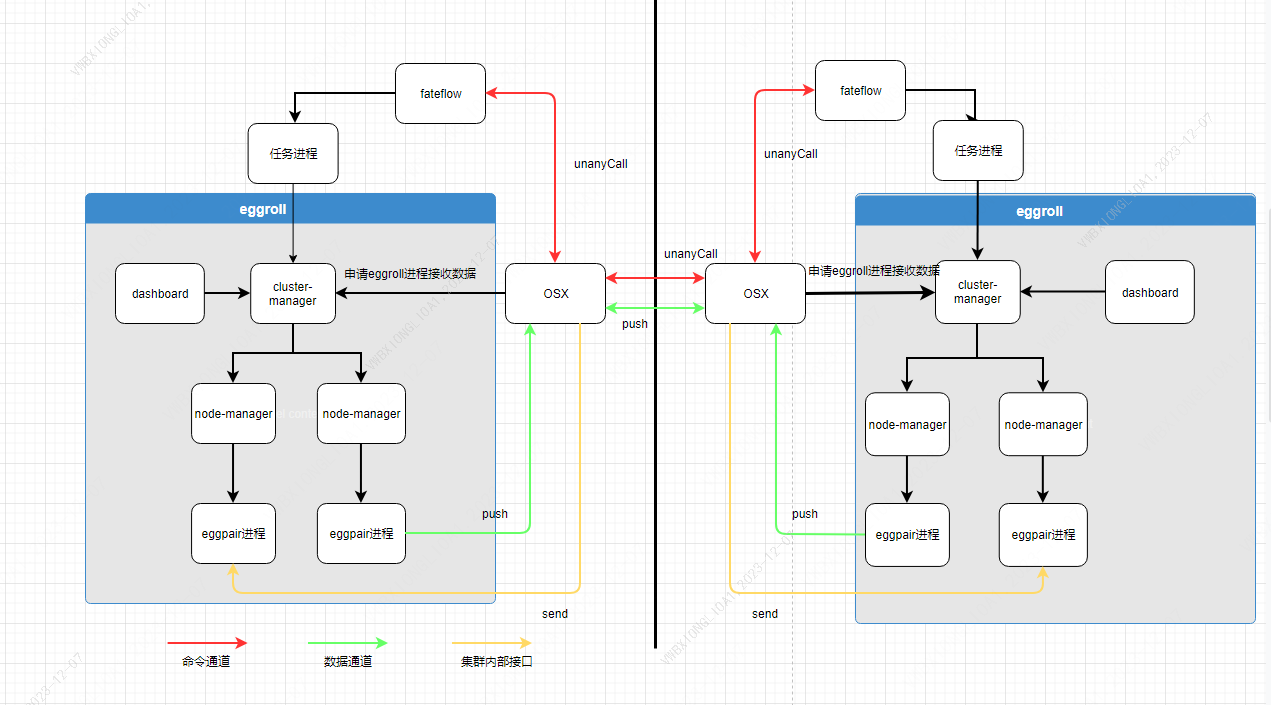 fateflow
任务进程
unanyCall
eggroll
dashboard
cluster-
manager
申请eggroll进程接收数据
OSX
node-manager
node-manager
eggpair进程
eggpair进程
push
send
unanyCall
push
fateflow
任务进程
unanyCall
eggroll
OSX
申请eggroll进程接收数据
cluster-
manager
dashboard
node-manager
node-manager
eggpair进程
eggpair进程
push
send
命令通道
数据通道
集群内部接口